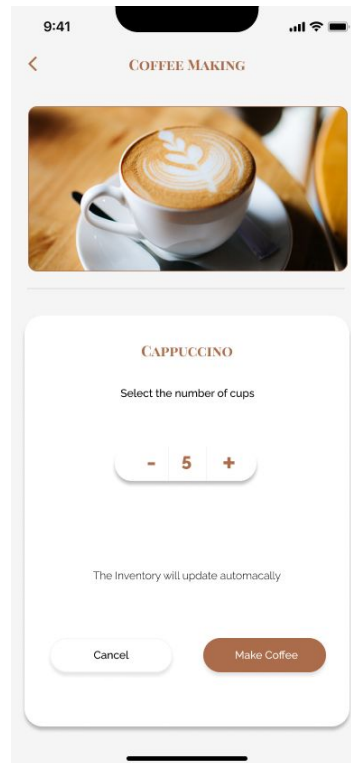 9:41
Coffee Making
Cappuccino
Select the number of cups
- 5 +
The Inventory will update automacally
Cancel Make Coffee